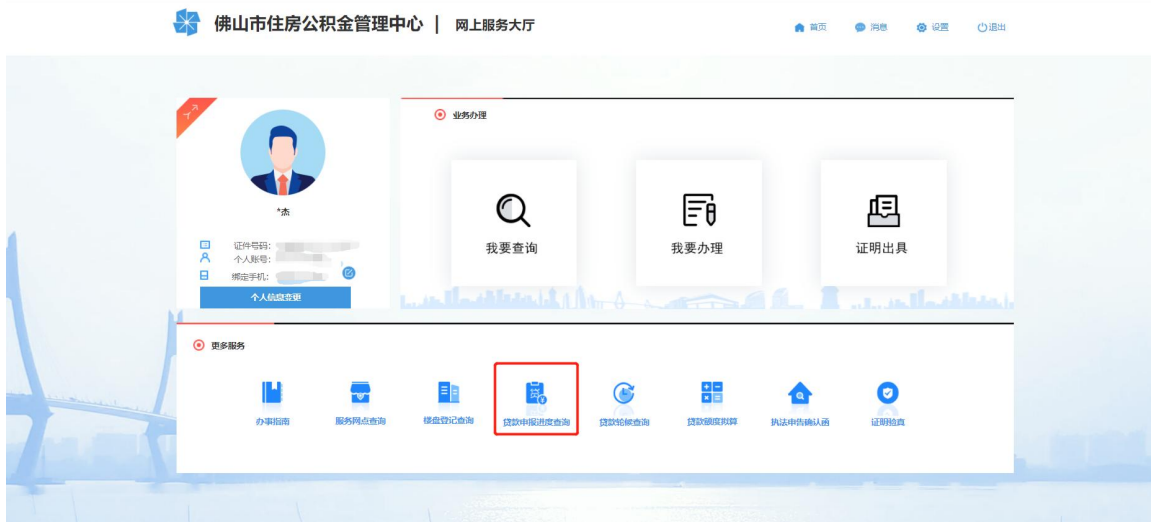 佛山市住房公积金管理中心 | 网上服务大厅
首页 消息 设置 退出
*杰
证件号码：
个人账号：
绑定手机：
个人信息变更
业务办理
我要查询 我要办理 证明出具
更多服务
办事指南 服务网点查询 楼盘登记查询 贷款申报进度查询 贷款轮候查询 贷款额度拟算 执法申告确认函 证明验真